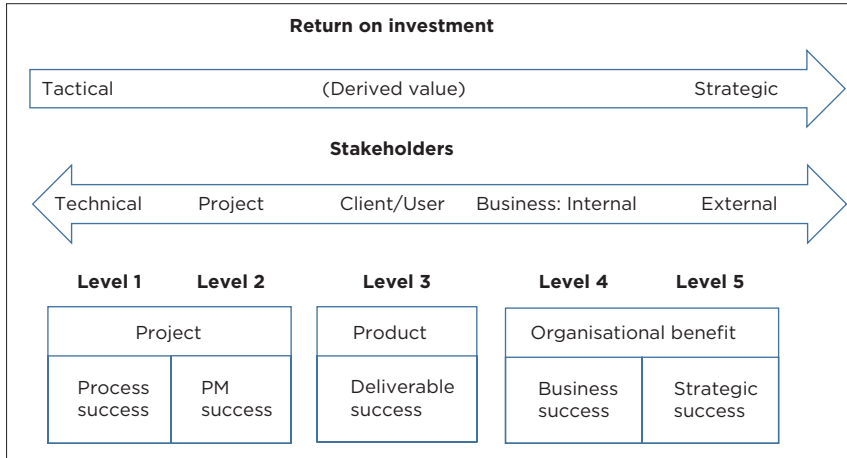 Return on investment
Tactical (Derived value) Strategic
Stakeholders
Technical Project Client/User Business: Internal External
Level 1 Level 2 Level 3 Level 4 Level 5
Project Product Organisational benefit
Process PM Deliverable Business Strategic
success success success success success